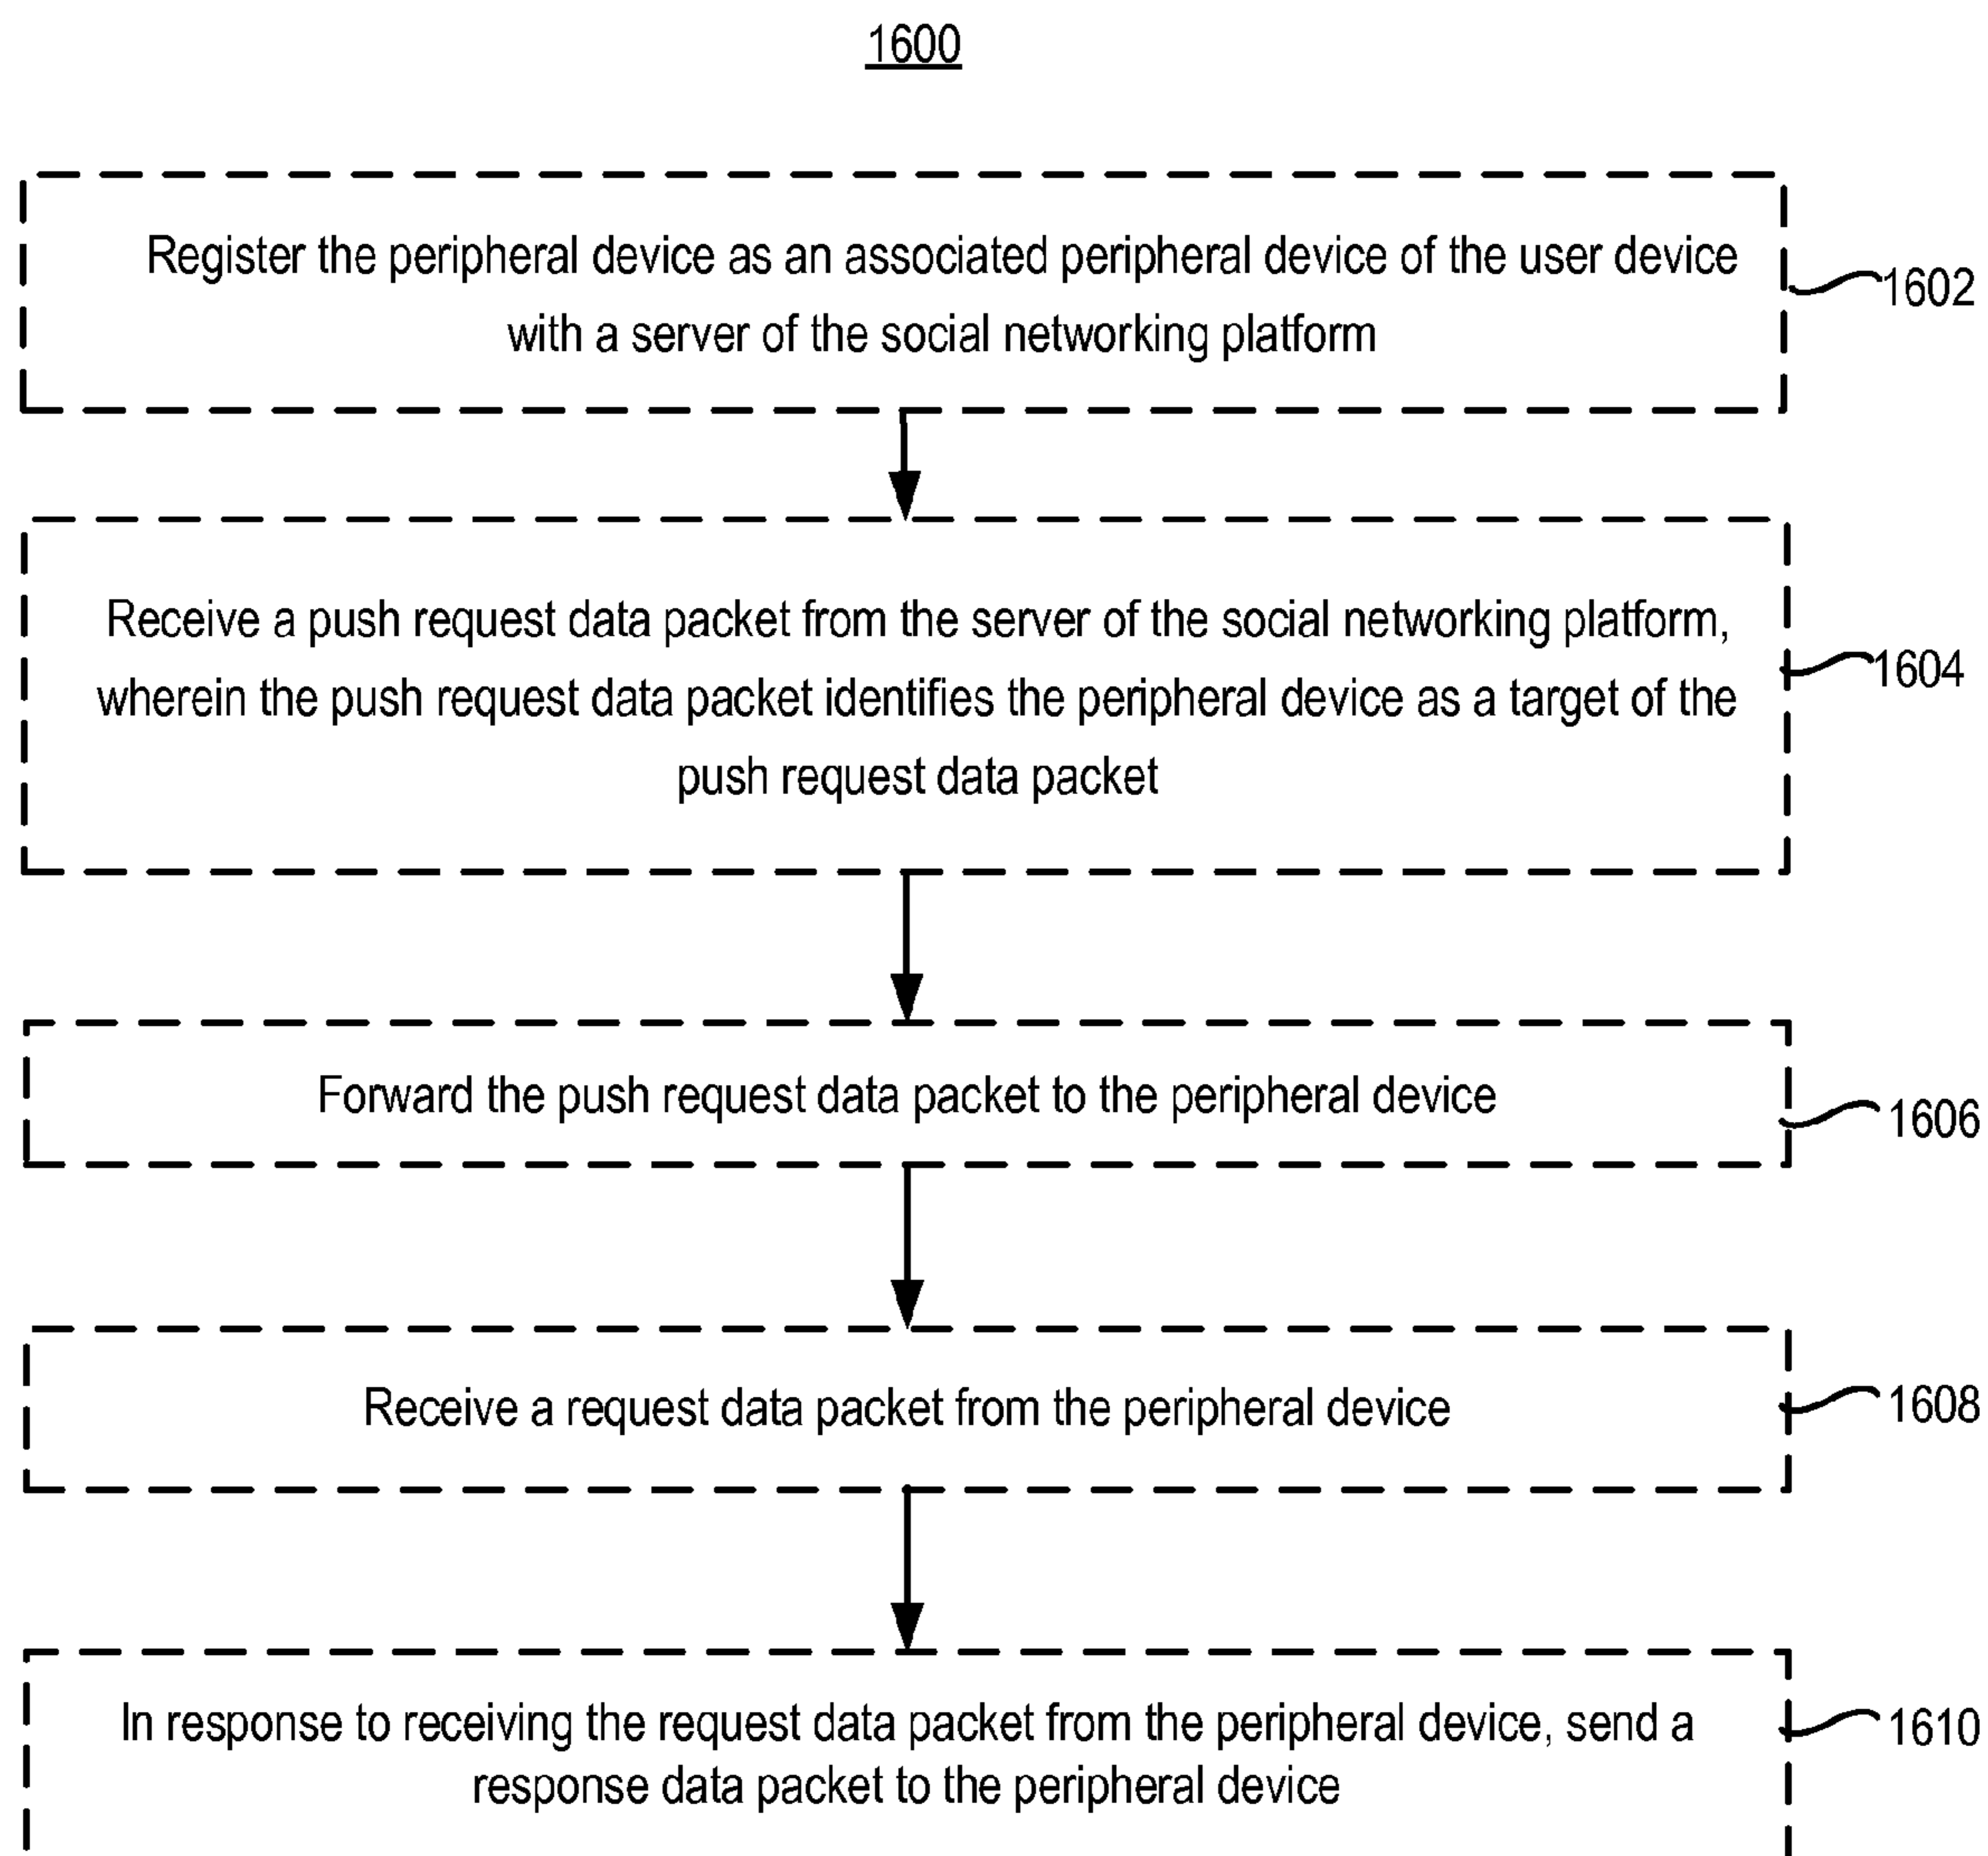 1600
Register the peripheral device as an associated peripheral device of the user device
with a server of the social networking platform
1602
Receive a push request data packet from the server of the social networking platform,
wherein the push request data packet identifies the peripheral device as a target of the
push request data packet
1604
Forward the push request data packet to the peripheral device
1606
Receive a request data packet from the peripheral device
1608
In response to receiving the request data packet from the peripheral device, send a
response data packet to the peripheral device
1610